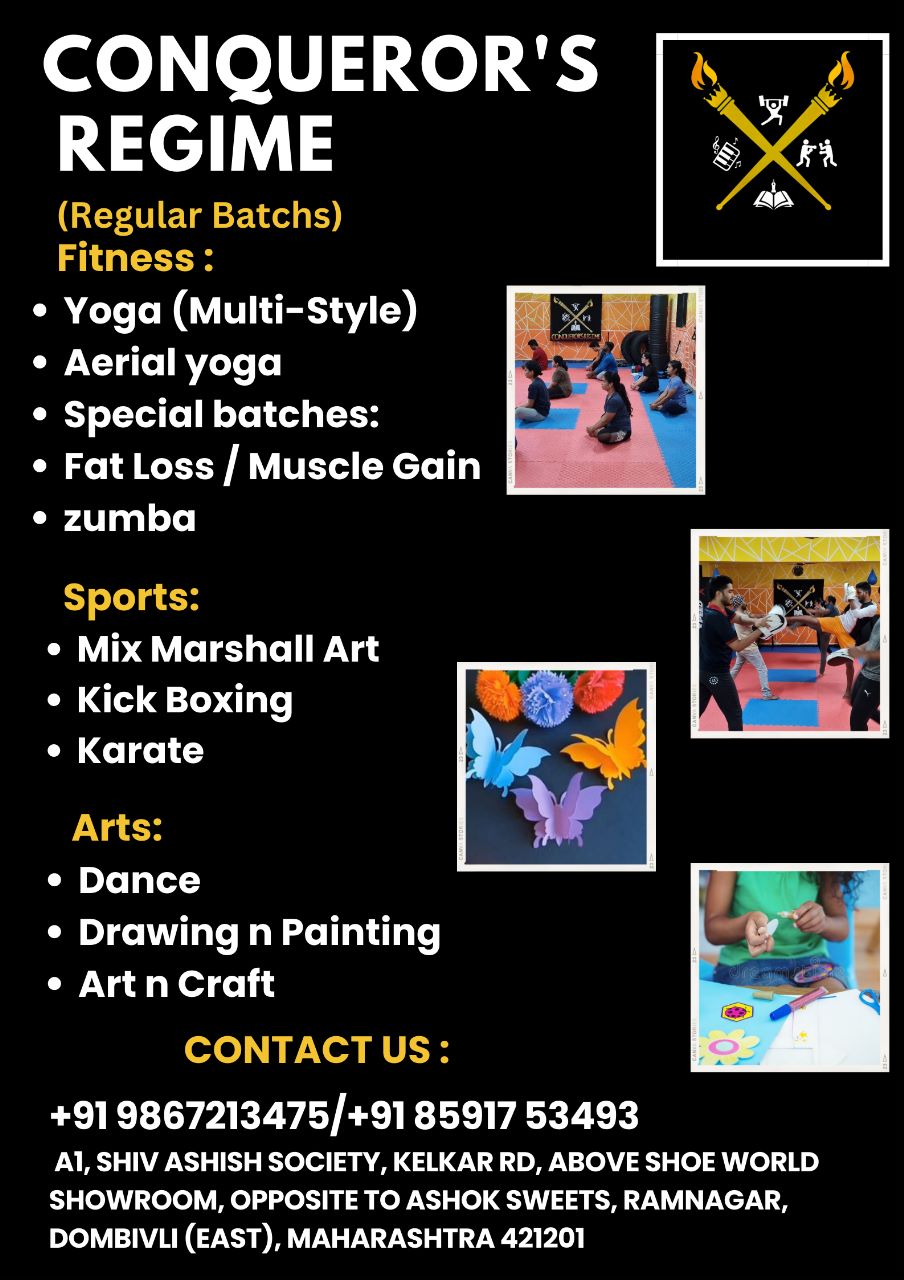 CONQUEROR'S
REGIME
(Regular Batchs)
Fitness :
• Yoga (Multi-Style)
• Aerial yoga
• Special batches:
• Fat Loss / Muscle Gain
• zumba
Sports:
• Mix Marshall Art
• Kick Boxing
• Karate
Arts:
• Dance
• Drawing n Painting
• Art n Craft
CONTACT US :
+91 9867213475/+91 85917 53493
A1, SHIV ASHISH SOCIETY, KELKAR RD, ABOVE SHOE WORLD
SHOWROOM, OPPOSITE TO ASHOK SWEETS, RAMNAGAR,
DOMBIVLI (EAST), MAHARASHTRA 421201